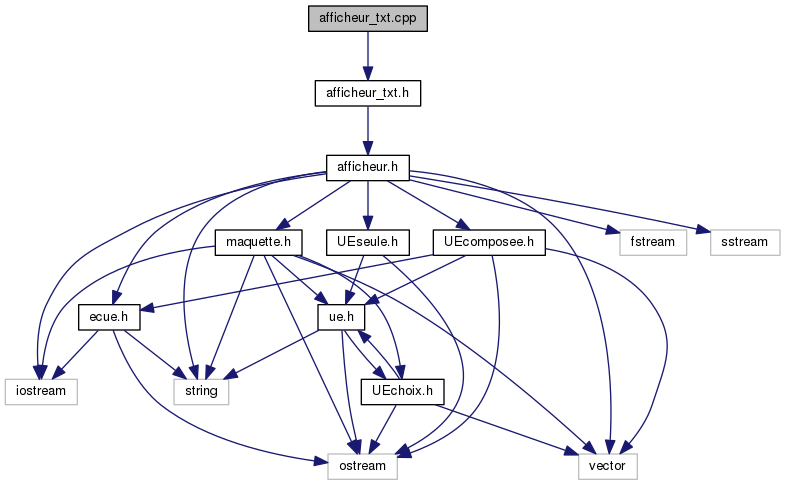 afficheur_txt.cpp
afficheur_txt.h
afficheur.h
maquette.h
UEseule.h
UEcomposee.h
fstream
sstream
ecue.h
ue.h
iostream
string
UEchoix.h
ostream
vector